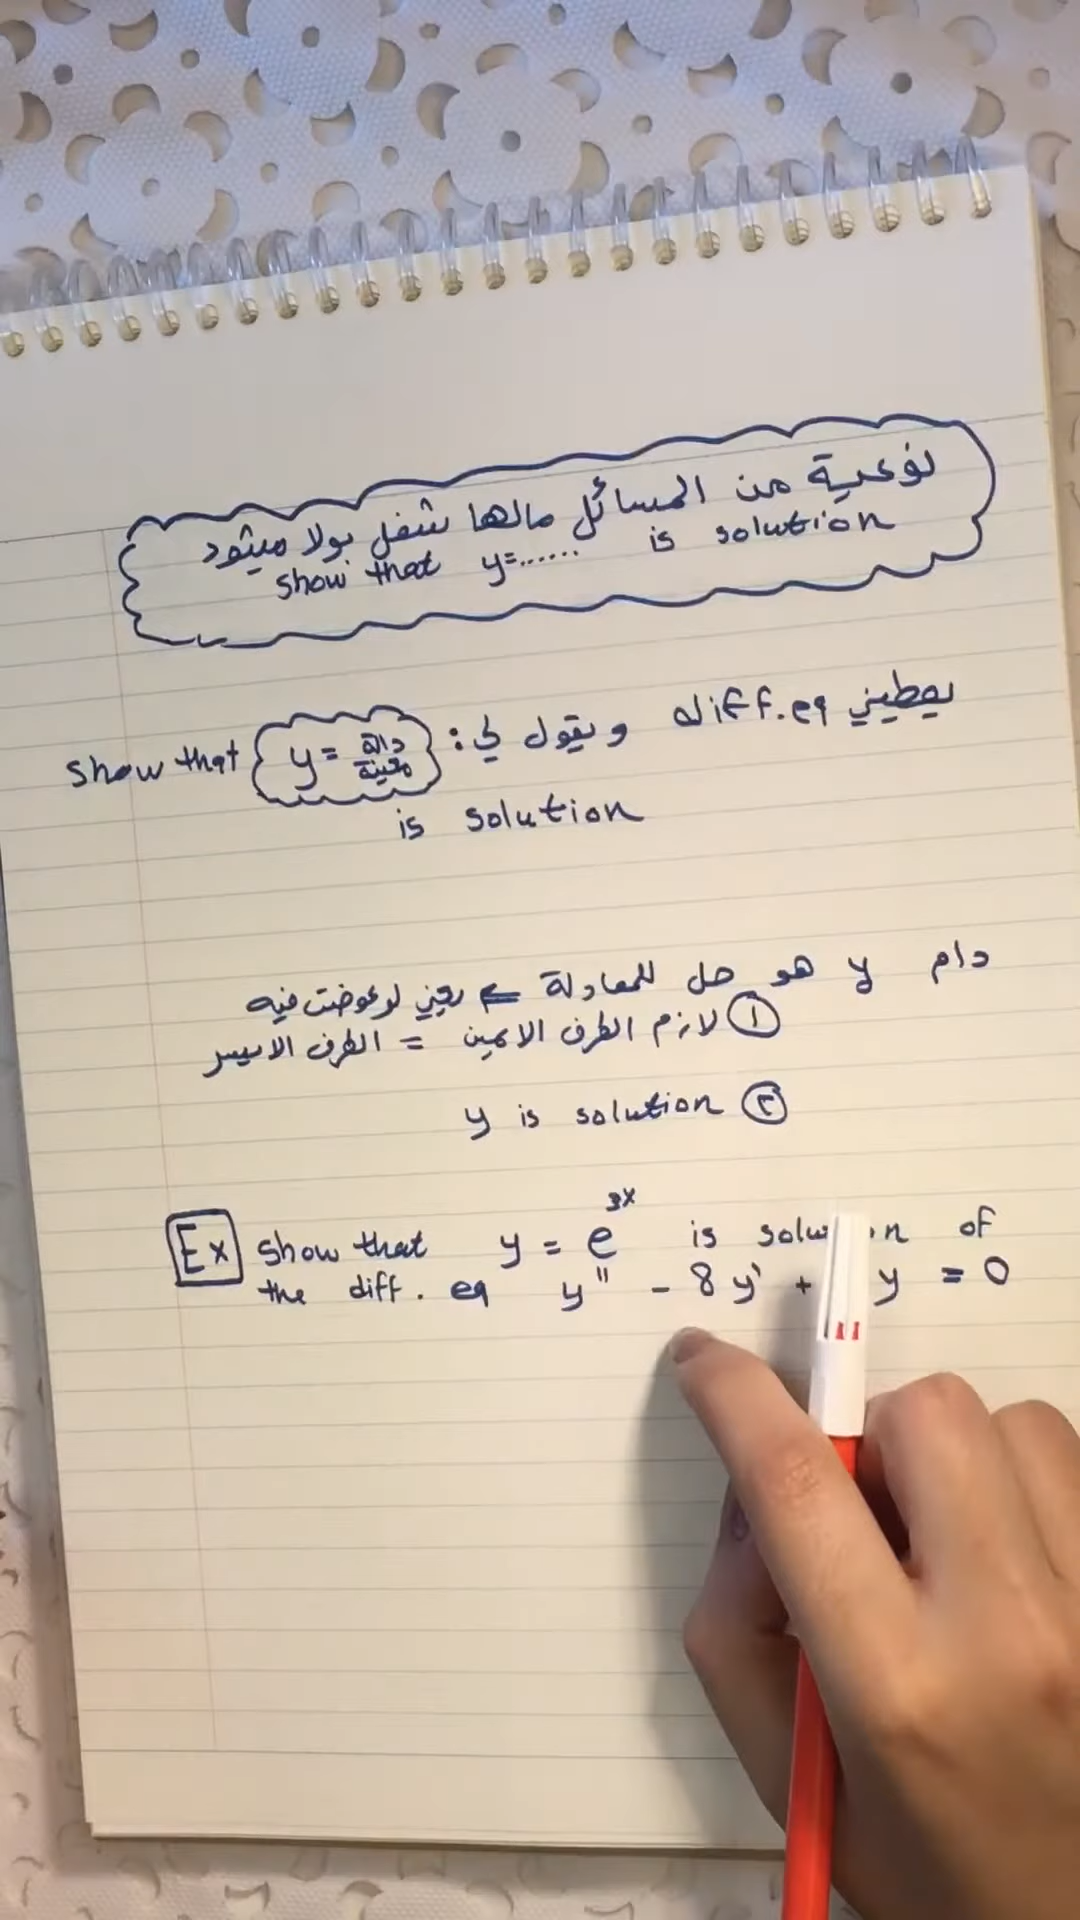 نوعية من المسائل مالها شغل بولا ميثود
show that y=...... is solution
يعطيني diff.eq و يقول لي : show that y = دالة معينة
is solution
دام y هو حل للمعادلة ⇐ يعني لو عوضت فيه
① لازم الطرف الايمن = الطرف الايسر
② y is solution
Ex show that y = e^3x is of
the diff. eq y'' - 8y' + y = 0